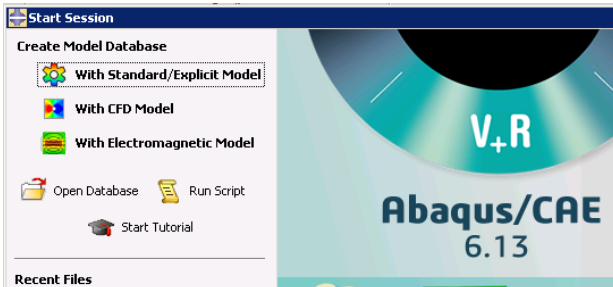 Start Session
Create Model Database
With Standard/Explicit Model
With CFD Model
With Electromagnetic Model
Open Database Run Script
Start Tutorial
Recent Files
V+R
Abaqus/CAE
6.13